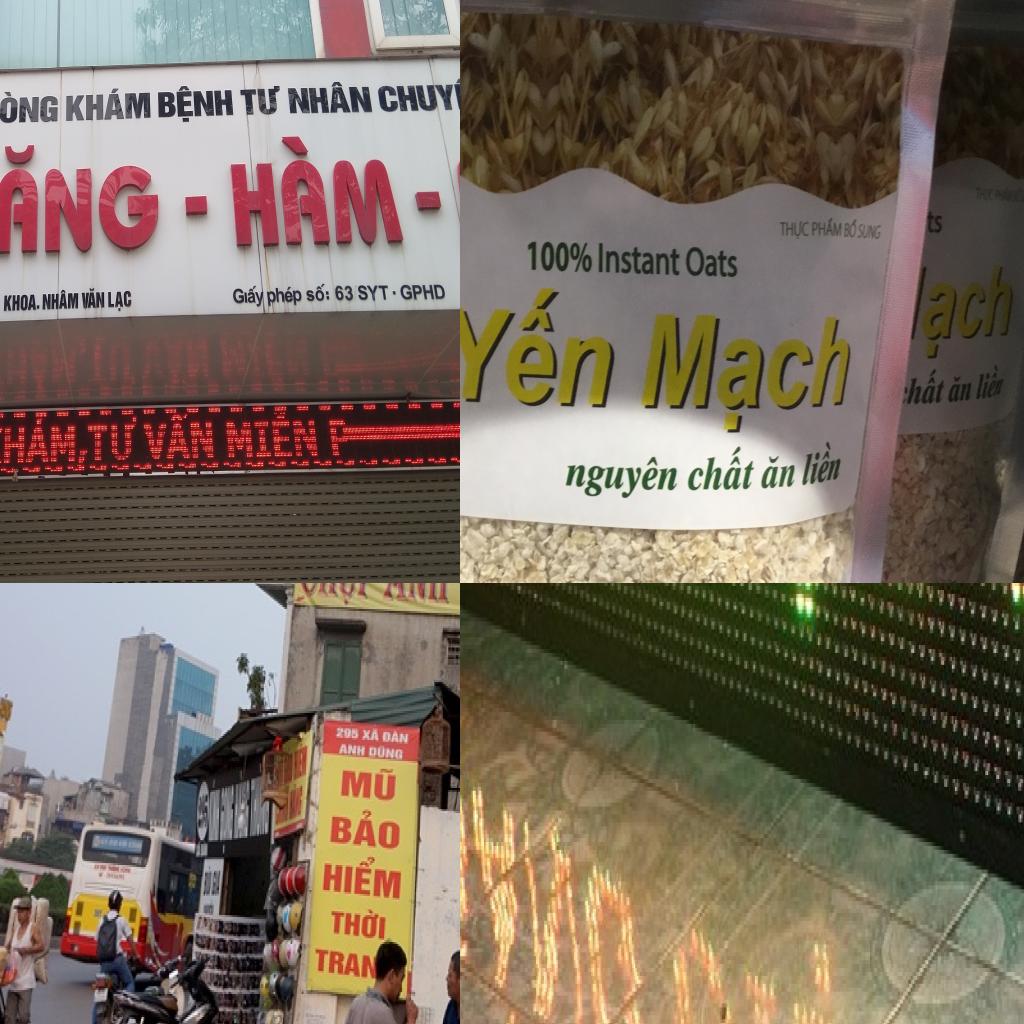 ÒNG KHÁM BỆNH TƯ NHÂN CHUY
ĂNG - HÀM -
KHOA. NHÂM VĂN LẠC
Giấy phép số: 63 SYT - GPHD
KHÁM,TƯ VẤN MIỄN P
THỰC PHẨM BỔ SUNG
100% Instant Oats
Yến Mạch
nguyên chất ăn liền
ts
ạch
chất ăn liền
295 XÃ ĐÀN
ANH DŨNG
MŨ
BẢO
HIỂM
THỜI
TRAN